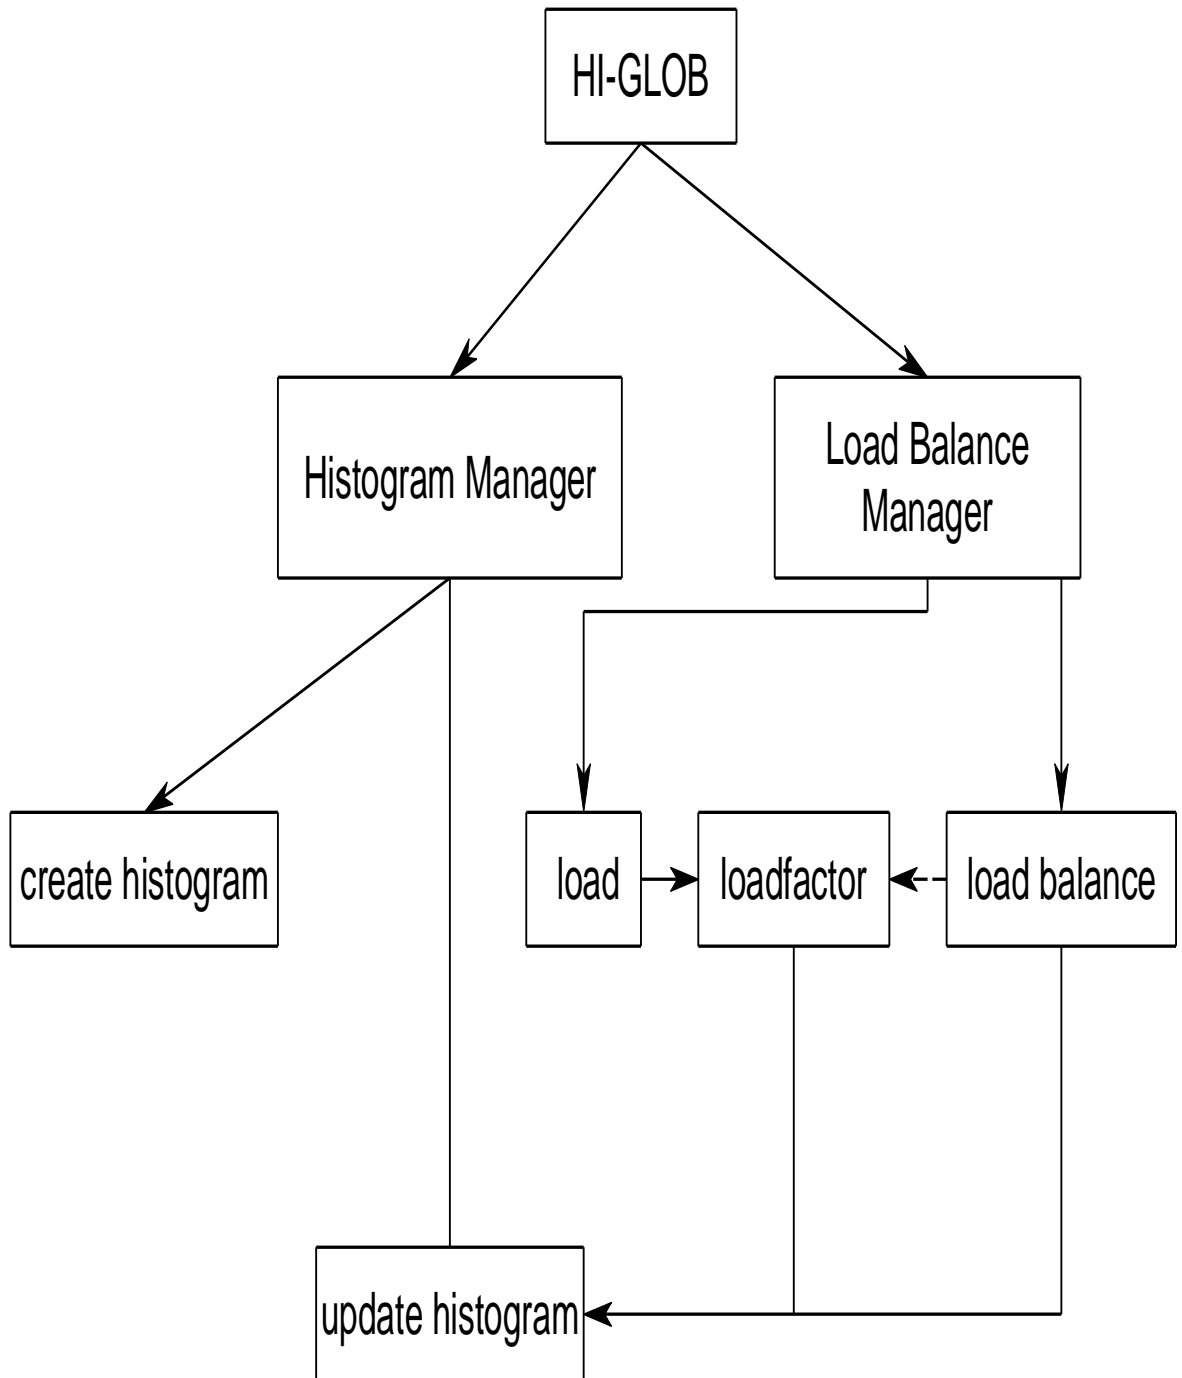 HI-GLOB
Histogram Manager
Load Balance
Manager
create histogram
load
loadfactor
load balance
update histogram